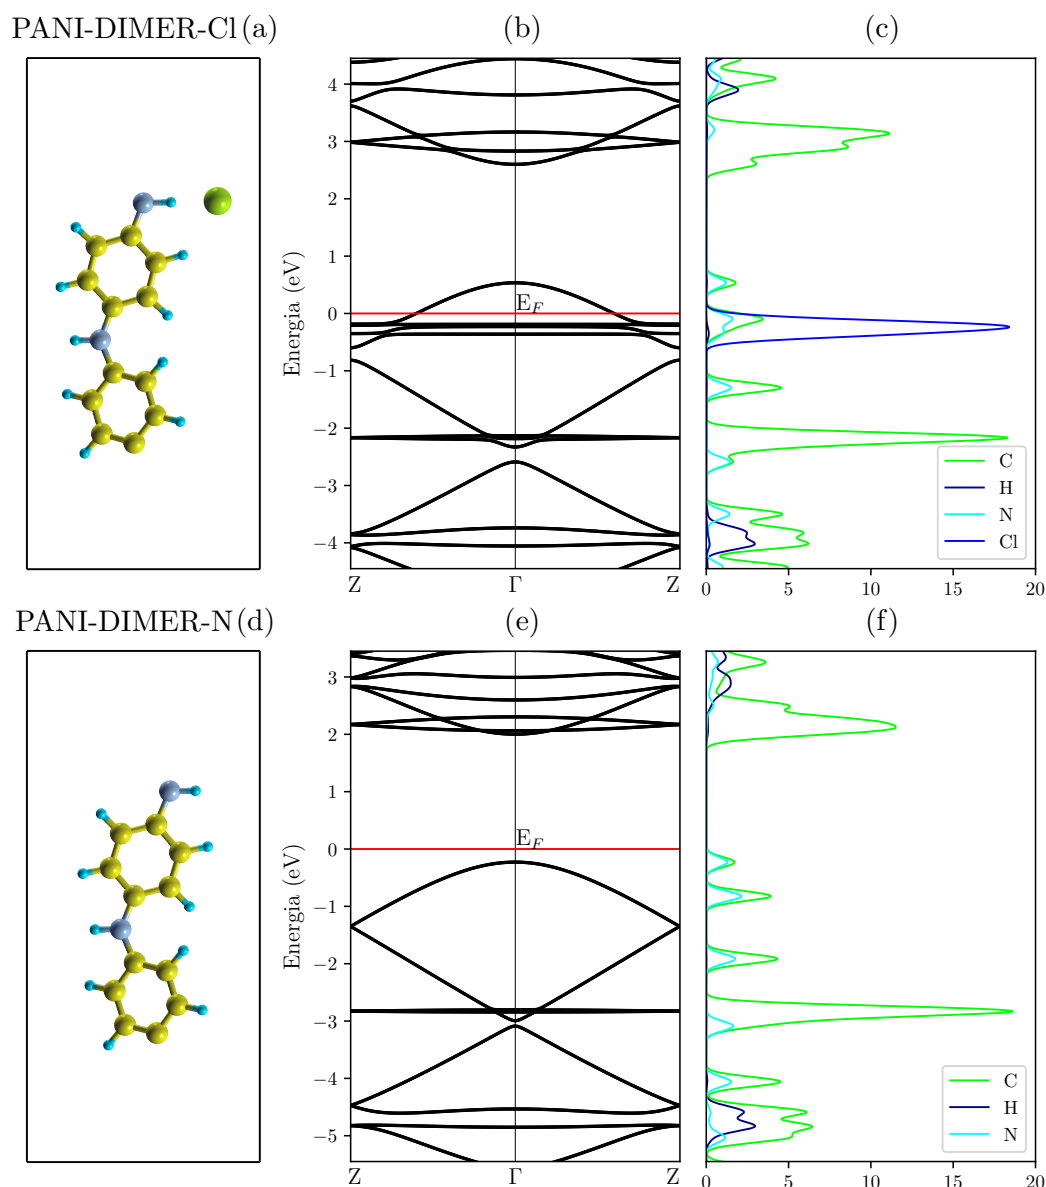 PANI-DIMER-Cl (a)
(b)
(c)
Energia (eV)
4
3
2
1
0
−1
−2
−3
−4
E_F
Z
Γ
Z
C
H
N
Cl
0
5
10
15
20
PANI-DIMER-N (d)
(e)
(f)
Energia (eV)
3
2
1
0
−1
−2
−3
−4
−5
E_F
Z
Γ
Z
C
H
N
0
5
10
15
20